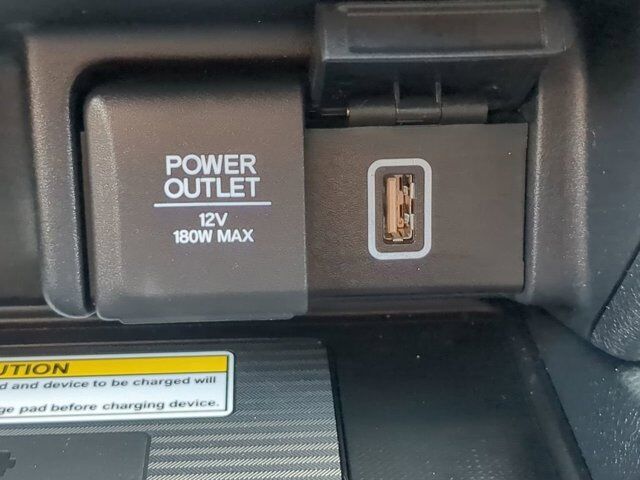 POWER
OUTLET
12V
180W MAX
UTION
d and device to be charged will
ge pad before charging device.